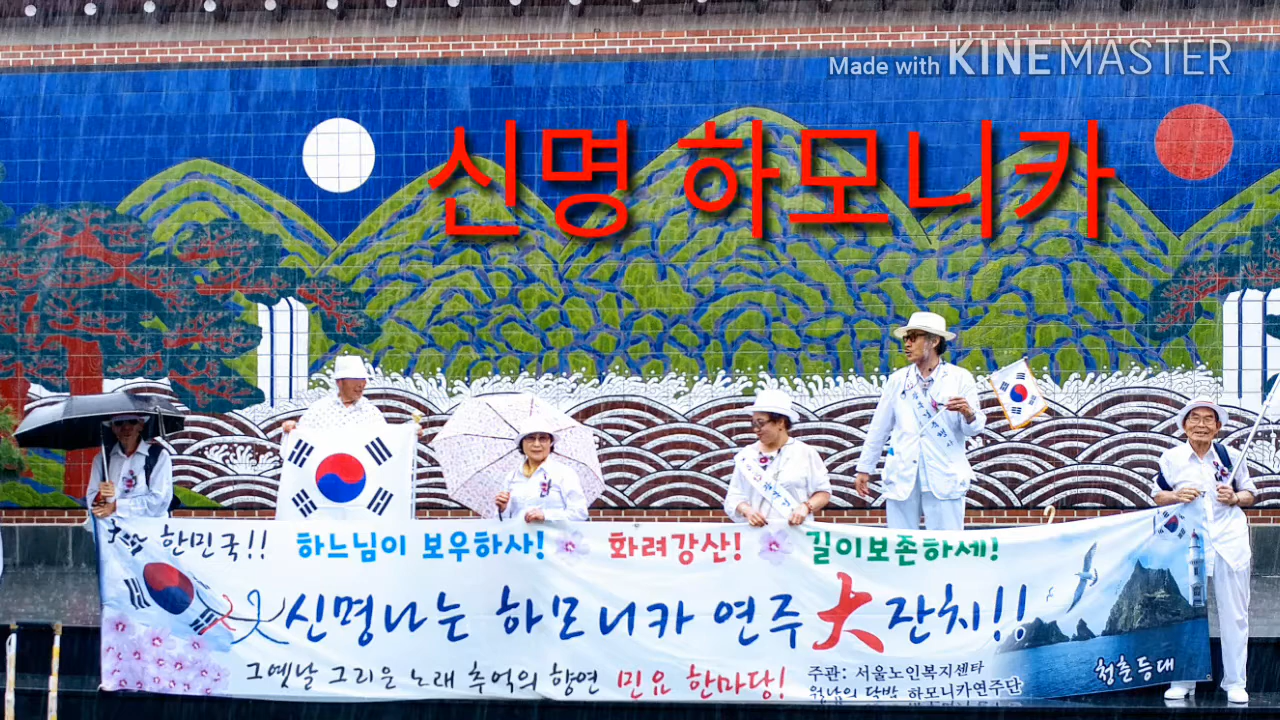 Made with KINEMASTER
신명 하모니카
대한민국!! 하느님이 보우하사! 화려강산! 길이보존하세!
신명나는 하모니카 연주 大 잔치!!
그옛날 그리운 노래 추억의 향연 민요 한마당!
주관: 서울노인복지센타
하모니카연주단
청춘등대